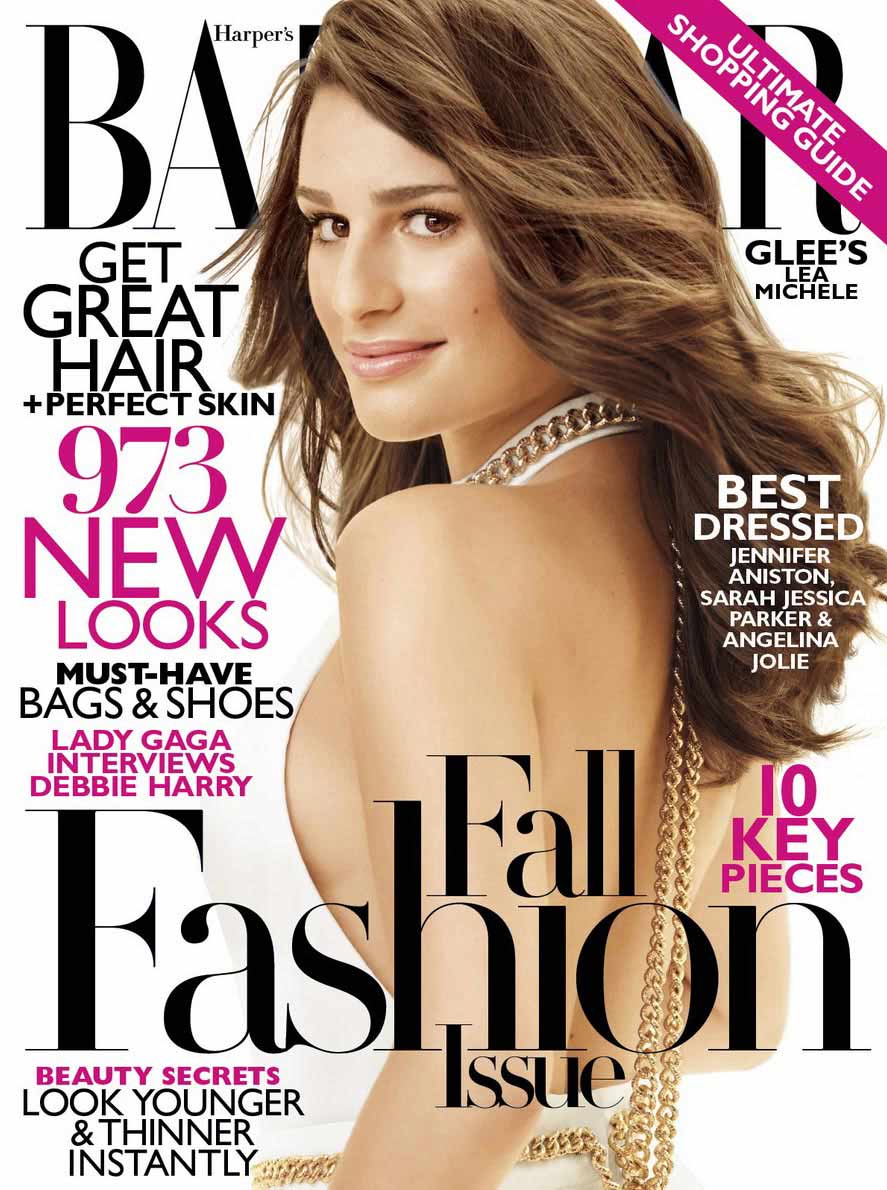 Harper's
BAZAAR
ULTIMATE
SHOPPING GUIDE
GLEE'S
LEA
MICHELE
GET
GREAT
HAIR
+PERFECT SKIN
973
NEW
LOOKS
MUST-HAVE
BAGS & SHOES
LADY GAGA
INTERVIEWS
DEBBIE HARRY
BEST
DRESSED
JENNIFER
ANISTON,
SARAH JESSICA
PARKER &
ANGELINA
JOLIE
10
KEY
PIECES
Fall
Fashion
Issue
BEAUTY SECRETS
LOOK YOUNGER
& THINNER
INSTANTLY